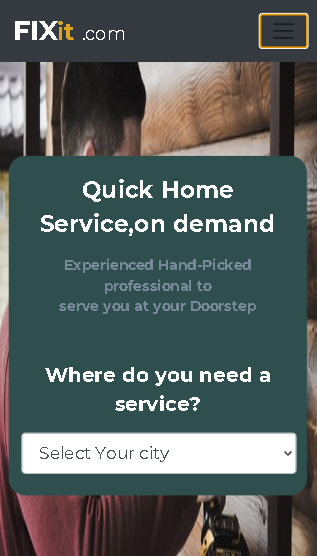 FIXit .com
Quick Home
Service,on demand
Experienced Hand-Picked
professional to
serve you at your Doorstep
Where do you need a
service?
Select Your city